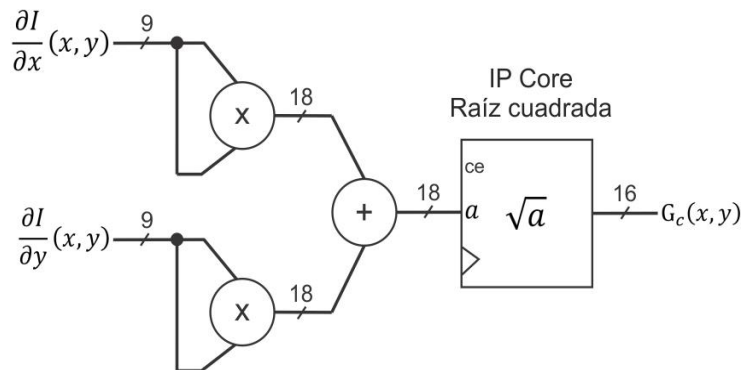 ∂I/∂x (x, y) 9
x 18
IP Core
Raíz cuadrada
ce
+ 18 a √a 16 G_c(x, y)
∂I/∂y (x, y) 9
x 18